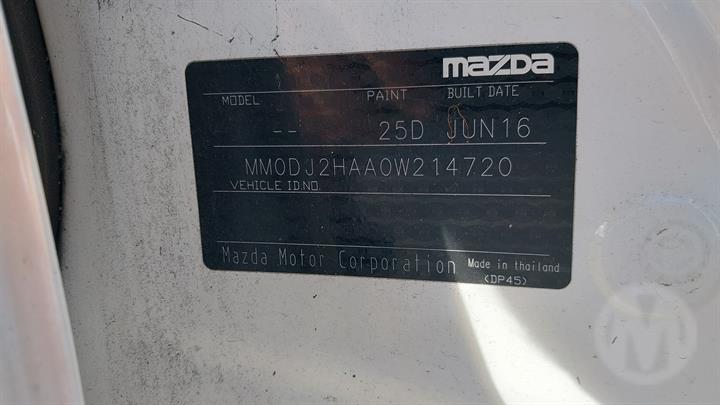 mazda
MODEL PAINT BUILT DATE
-- 25D JUN16
MM0DJ2HAA0W214720
VEHICLE ID.NO.
Mazda Motor Corporation Made in thailand
(DP45)
M